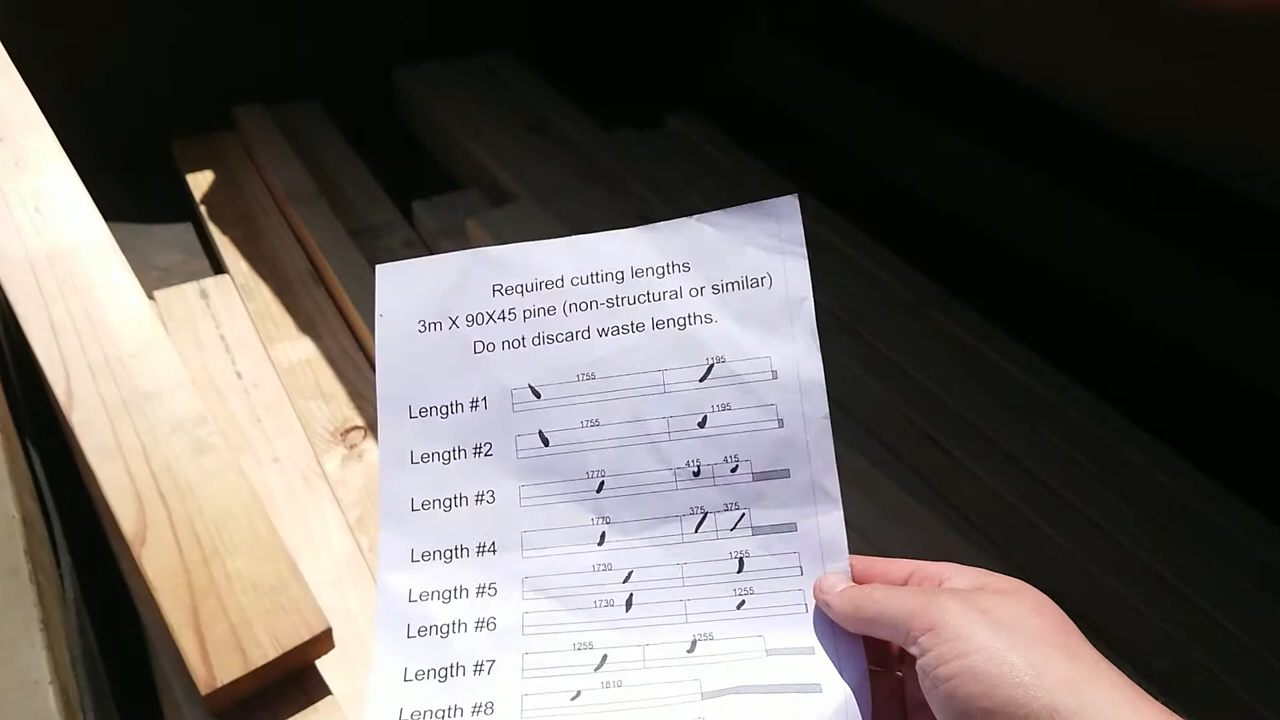 Required cutting lengths
3m X 90X45 pine (non-structural or similar)
Do not discard waste lengths.
Length #1 1755 1195
Length #2 1755 1195
Length #3 1770 415 415
Length #4 1770 375 375
Length #5 1730 1255
Length #6 1730 1255
Length #7 1255 1255
Length #8 1810